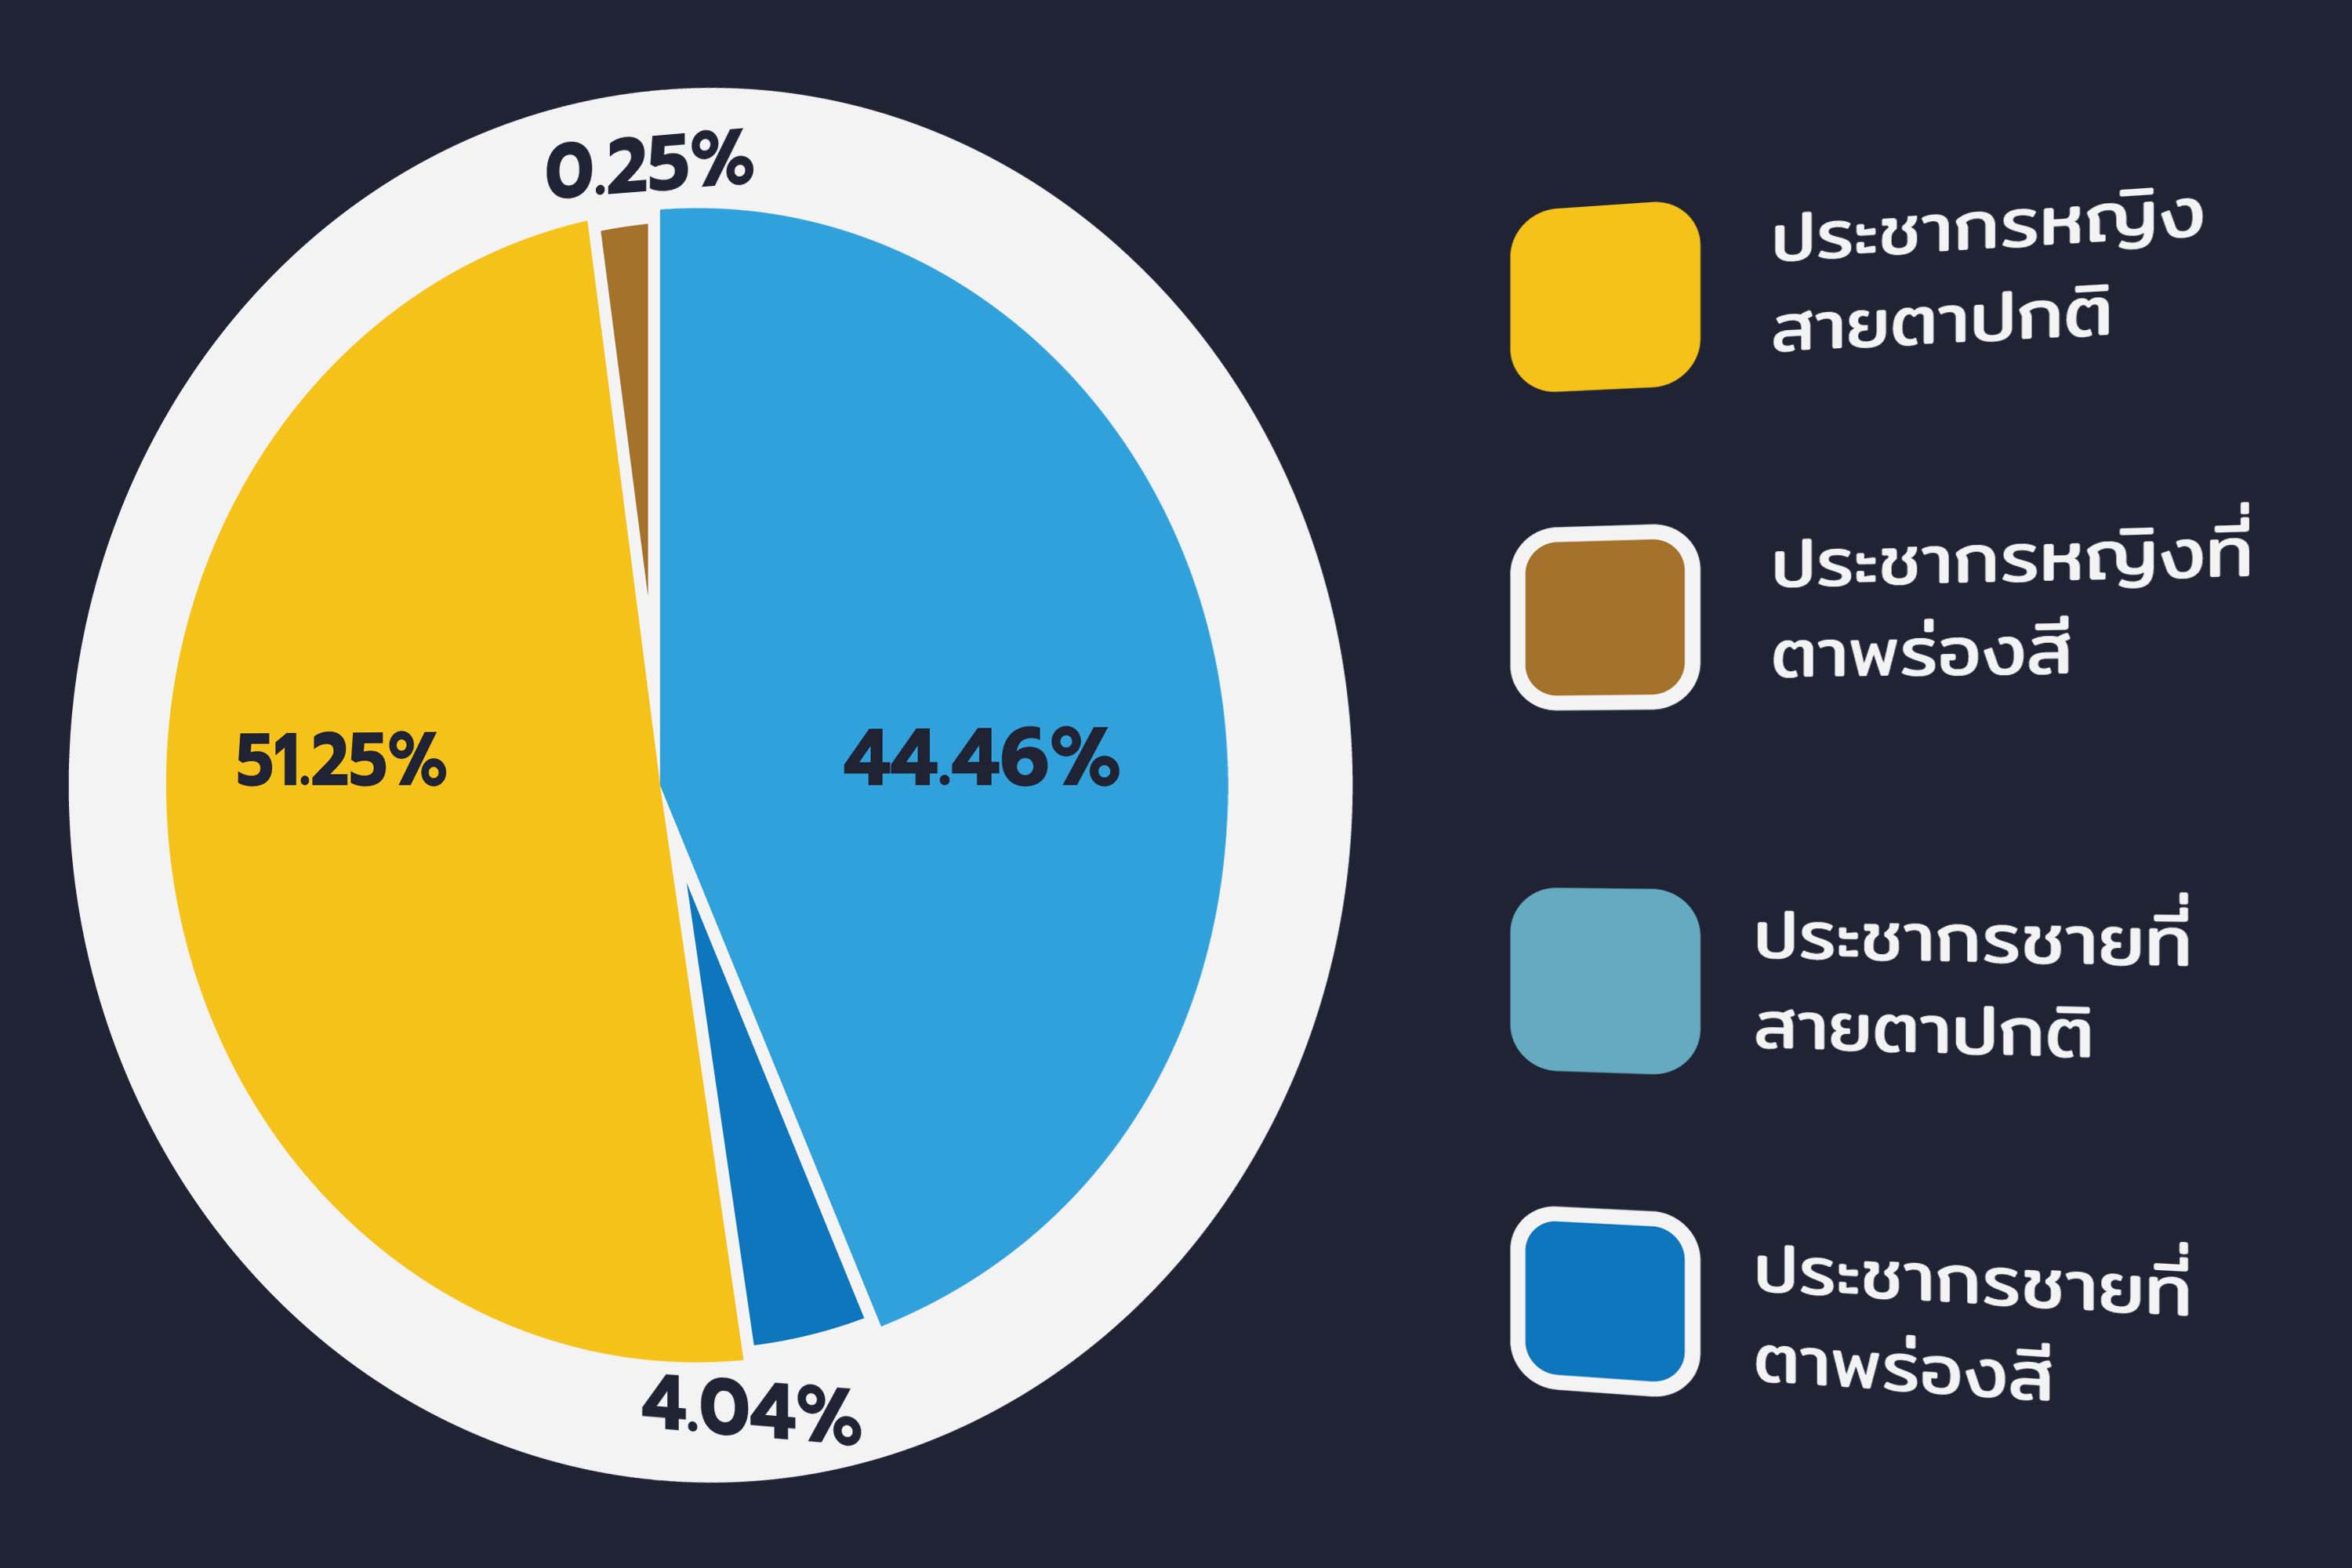 0.25%
51.25%
44.46%
4.04%
ประชากรหญิง
สายตาปกติ
ประชากรหญิงที่
ตาพร่องสี
ประชากรชายที่
สายตาปกติ
ประชากรชายที่
ตาพร่องสี